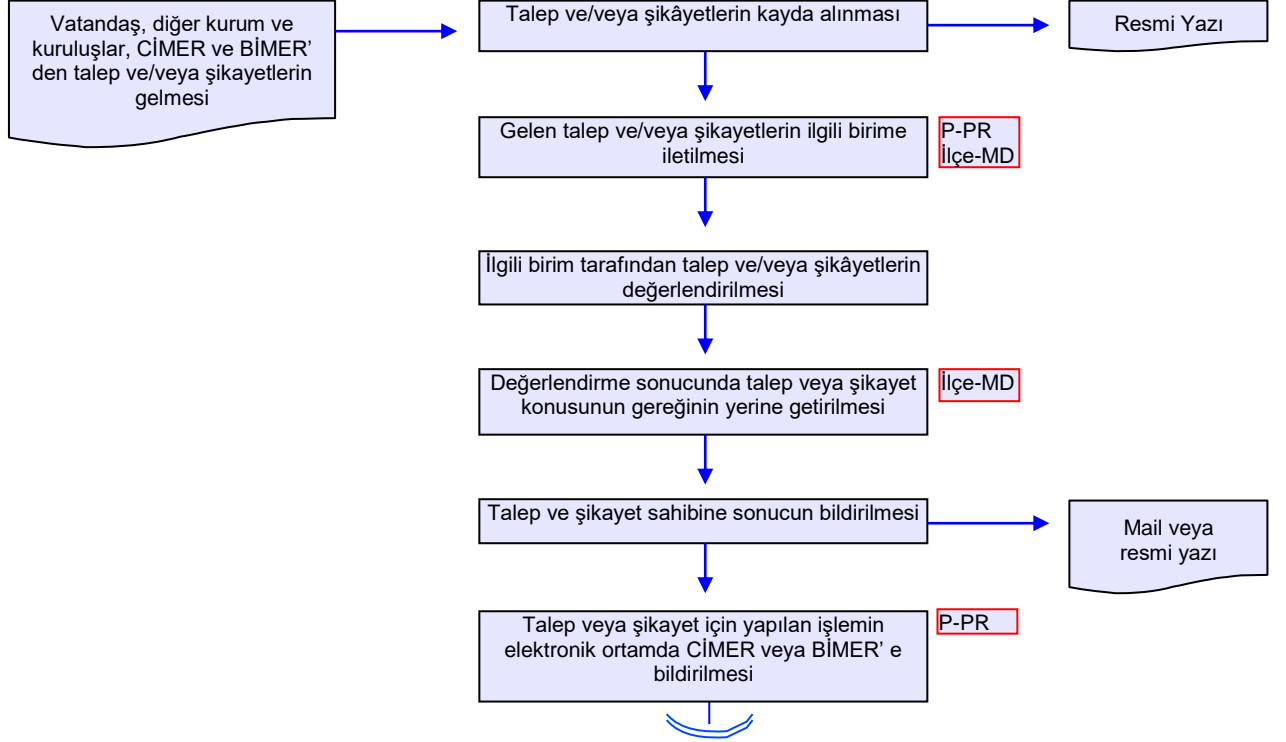 Vatandaş, diğer kurum ve
kuruluşlar, CİMER ve BİMER’
den talep ve/veya şikayetlerin
gelmesi
Talep ve/veya şikâyetlerin kayda alınması
Resmi Yazı
Gelen talep ve/veya şikayetlerin ilgili birime
iletilmesi
P-PR
İlçe-MD
İlgili birim tarafından talep ve/veya şikâyetlerin
değerlendirilmesi
Değerlendirme sonucunda talep veya şikayet
konusunun gereğinin yerine getirilmesi
İlçe-MD
Talep ve şikayet sahibine sonucun bildirilmesi
Mail veya
resmi yazı
Talep veya şikayet için yapılan işlemin
elektronik ortamda CİMER veya BİMER’ e
bildirilmesi
P-PR